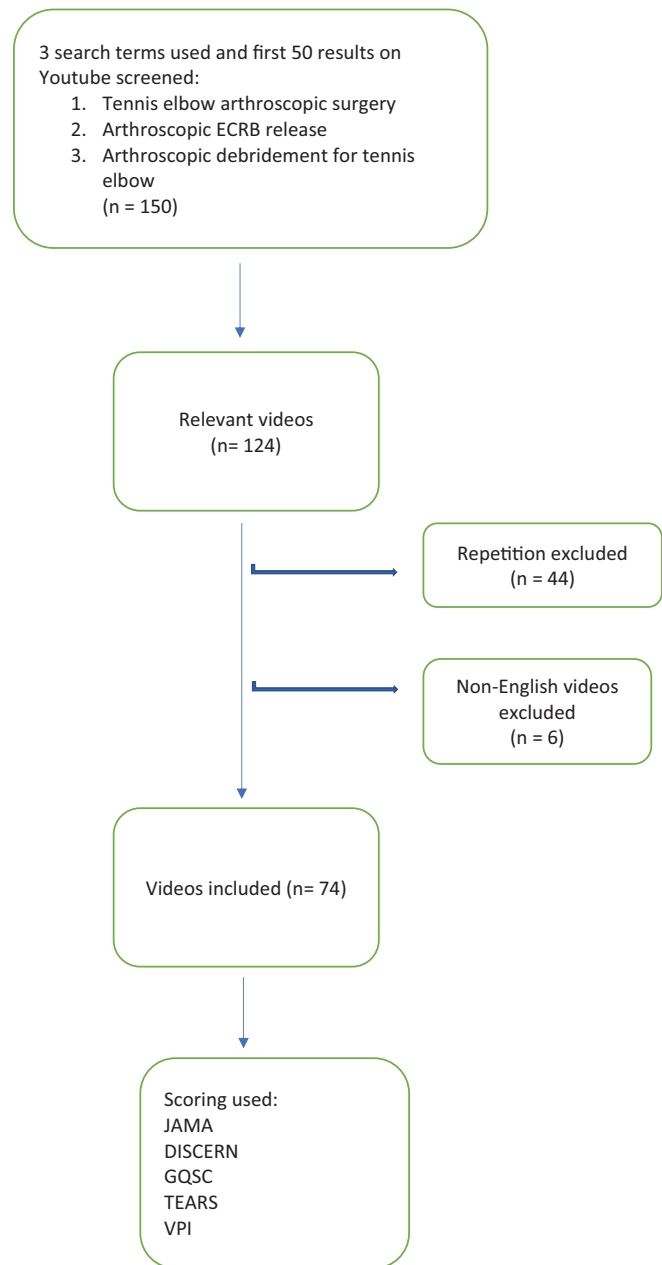 3 search terms used and first 50 results on
Youtube screened:
1. Tennis elbow arthroscopic surgery
2. Arthroscopic ECRB release
3. Arthroscopic debridement for tennis
elbow
(n = 150)
Relevant videos
(n= 124)
Repetition excluded
(n = 44)
Non-English videos
excluded
(n = 6)
Videos included (n= 74)
Scoring used:
JAMA
DISCERN
GQSC
TEARS
VPI